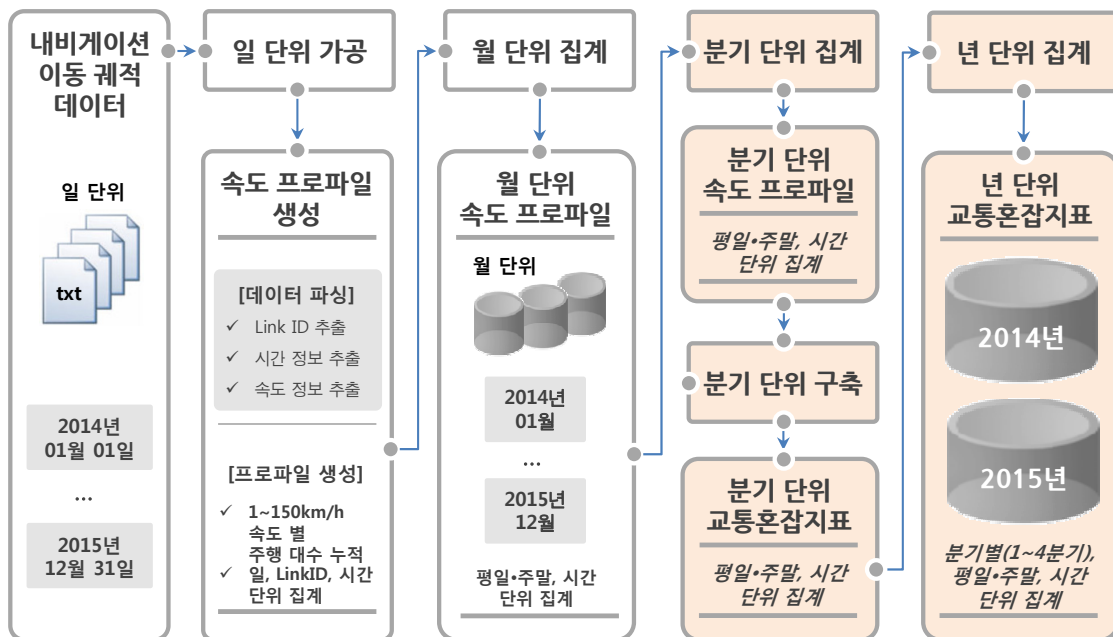 내비게이션
이동 궤적
데이터
일 단위
txt
2014년
01월 01일
...
2015년
12월 31일
일 단위 가공
속도 프로파일
생성
[데이터 파싱]
✓ Link ID 추출
✓ 시간 정보 추출
✓ 속도 정보 추출
[프로파일 생성]
✓ 1~150km/h
속도 별
주행 대수 누적
✓ 일, LinkID, 시간
단위 집계
월 단위 집계
월 단위
속도 프로파일
월 단위
2014년
01월
...
2015년
12월
평일•주말, 시간
단위 집계
분기 단위 집계
분기 단위
속도 프로파일
평일•주말, 시간
단위 집계
분기 단위 구축
분기 단위
교통혼잡지표
평일•주말, 시간
단위 집계
년 단위 집계
년 단위
교통혼잡지표
2014년
2015년
분기별(1~4분기),
평일•주말, 시간
단위 집계